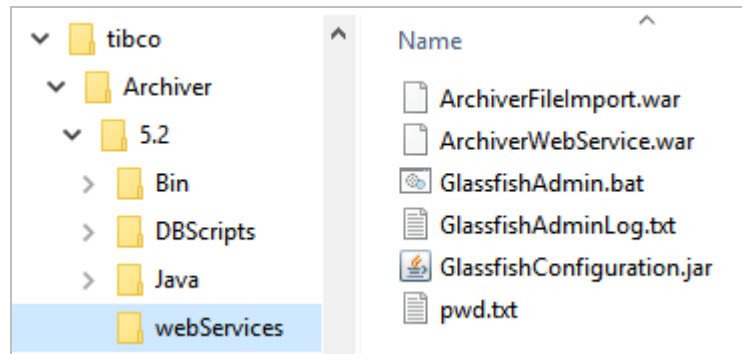 tibco
Archiver
5.2
Bin
DBScripts
Java
webServices
Name
ArchiverFileImport.war
ArchiverWebService.war
GlassfishAdmin.bat
GlassfishAdminLog.txt
GlassfishConfiguration.jar
pwd.txt